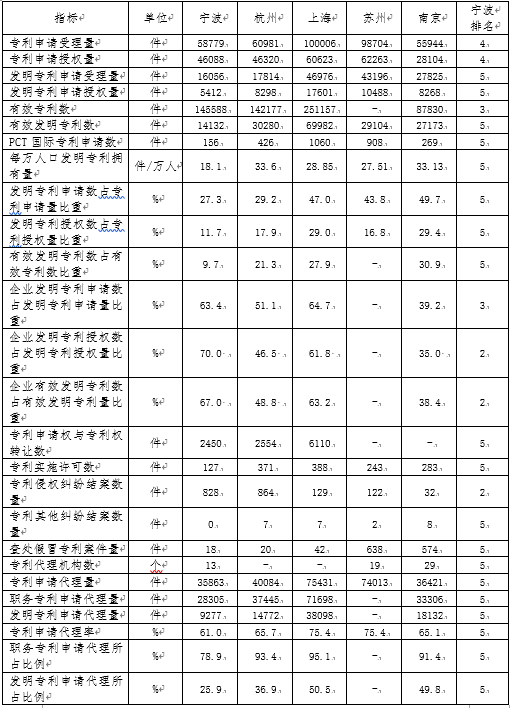 指标 单位 宁波 杭州 上海 苏州 南京 宁波
排名
专利申请受理量 件 58779 60981 100006 98704 55944 4
专利申请授权量 件 46088 46320 60623 62263 28104 4
发明专利申请受理量 件 16056 17814 46976 43196 27825 5
发明专利申请授权量 件 5412 8298 17601 10488 8268 5
有效专利数 件 145588 142177 251157 - 87830 3
有效发明专利数 件 14132 30280 69982 29104 27173 5
PCT 国际专利申请数 件 156 426 1060 908 269 5
每万人口发明专利拥 件/万人 18.1 33.6 28.85 27.51 33.13 5
有量
发明专利申请数占专 % 27.3 29.2 47.0 43.8 49.7 5
利申请量比重
发明专利授权数占专 % 11.7 17.9 29.0 16.8 29.4 5
利授权量比重
有效发明专利数占有 % 9.7 21.3 27.9 - 30.9 5
效专利数比重
企业发明专利申请数 % 63.4 51.1 64.7 - 39.2 3
占发明专利申请量比
重
企业发明专利授权数 % 70.0 46.5 61.8 - 35.0 2
占发明专利授权量比
重
企业有效发明专利数 % 67.0 48.8 63.2 - 38.4 2
占有效发明专利量比
重
专利申请权与专利权 件 2450 2554 6110 - - 5
转让数
专利实施许可数 件 127 371 388 243 283 5
专利侵权纠纷结案数 件 828 864 129 122 32 2
量
专利其他纠纷结案数 件 0 7 7 2 8 5
量
查处假冒专利案件量 件 18 20 42 638 574 5
专利代理机构数 个 13 - - 19 29 5
专利申请代理量 件 35863 40084 75431 74013 36421 5
职务专利申请代理量 件 28305 37445 71698 - 33306 5
发明专利申请代理量 件 9277 14772 38098 - 18132 5
专利申请代理率 % 61.0 65.7 75.4 75.4 65.1 5
职务专利申请代理所 % 78.9 93.4 95.1 - 91.4 5
占比例
发明专利申请代理所 % 25.9 36.9 50.5 - 49.8 5
占比例